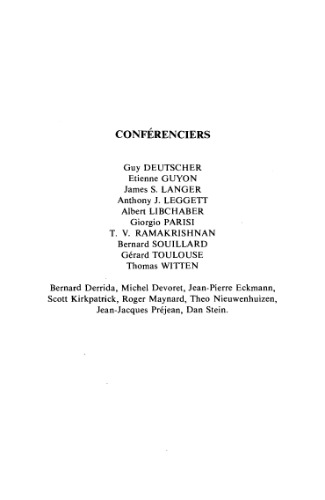 CONFÉRENCIERS
Guy DEUTSCHER
Etienne GUYON
James S. LANGER
Anthony J. LEGGETT
Albert LIBCHABER
Giorgio PARISI
T. V. RAMAKRISHNAN
Bernard SOUILLARD
Gérard TOULOUSE
Thomas WITTEN
Bernard Derrida, Michel Devoret, Jean-Pierre Eckmann,
Scott Kirkpatrick, Roger Maynard, Theo Nieuwenhuizen,
Jean-Jacques Préjean, Dan Stein.